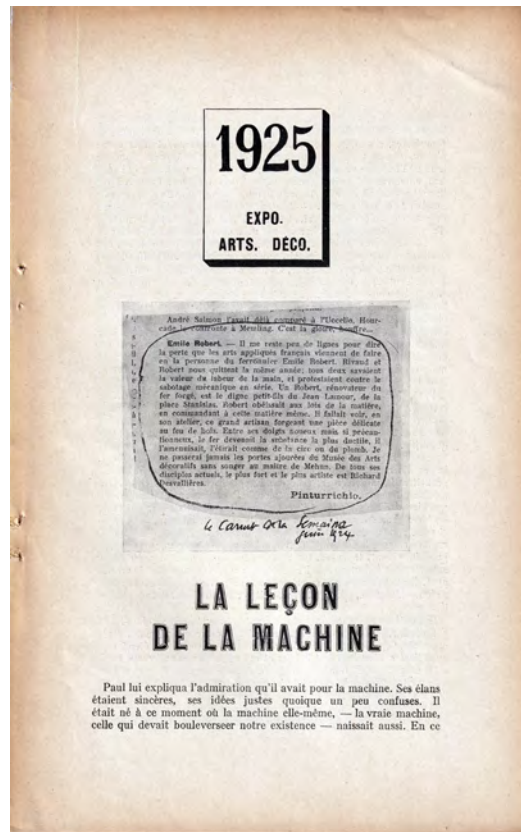 1925
EXPO.
ARTS. DÉCO.
André Salmon l'avait déjà comparé à l'Uccello. Hour-
cade le confronte à Memling. C'est la gloire, bouffre...
Emile Robert. — Il me reste peu de lignes pour dire
la perte que les arts appliqués français viennent de faire
en la personne du ferronnier Emile Robert. Rivaud et
Robert nous quittent la même année; tous deux savaient
la valeur du labeur de la main, et protestaient contre le
sabotage mécanique en série. Un Robert, rénovateur du
fer forgé, est le digne petit-fils du Jean Lamour, de la
place Stanislas. Robert obéissait aux lois de la matière,
en commandant à cette matière même. Il fallait voir, en
son atelier, ce grand artisan forgeant une pièce délicate
au feu de bois. Entre ses doigts noueux mais si précau-
tionneux, le fer devenait la substance la plus ductile, il
l'amenuisait, l'étirait comme de la cire ou du plomb. Je
ne passerai jamais les portes ajourées du Musée des Arts
décoratifs sans songer au maître de Mehun. De tous ses
disciples actuels, le plus fort et le plus artiste est Richard
Desvallières.
Pinturrichio.
le Carnet de la Semaine
juin 1924
LA LEÇON
DE LA MACHINE
Paul lui expliqua l'admiration qu'il avait pour la machine. Ses élans
étaient sincères, ses idées justes quoique un peu confuses. Il
était né à ce moment où la machine elle-même, — la vraie machine,
celle qui devait bouleverseer notre existence — naissait aussi. En ce